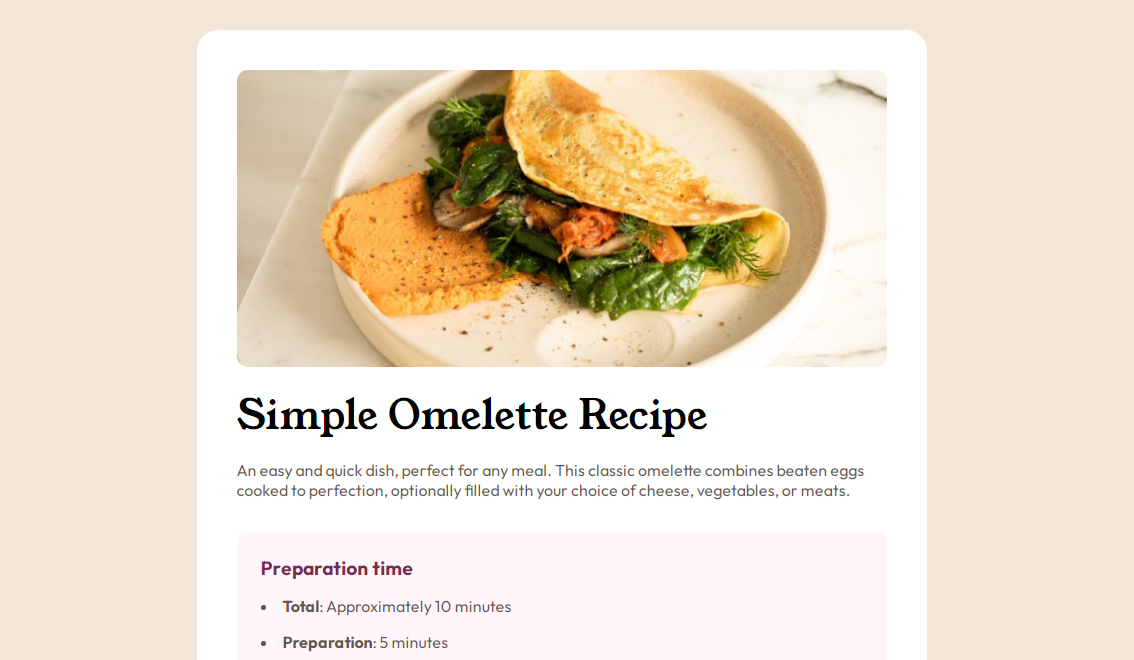 Simple Omelette Recipe
An easy and quick dish, perfect for any meal. This classic omelette combines beaten eggs
cooked to perfection, optionally filled with your choice of cheese, vegetables, or meats.
Preparation time
• Total: Approximately 10 minutes
• Preparation: 5 minutes